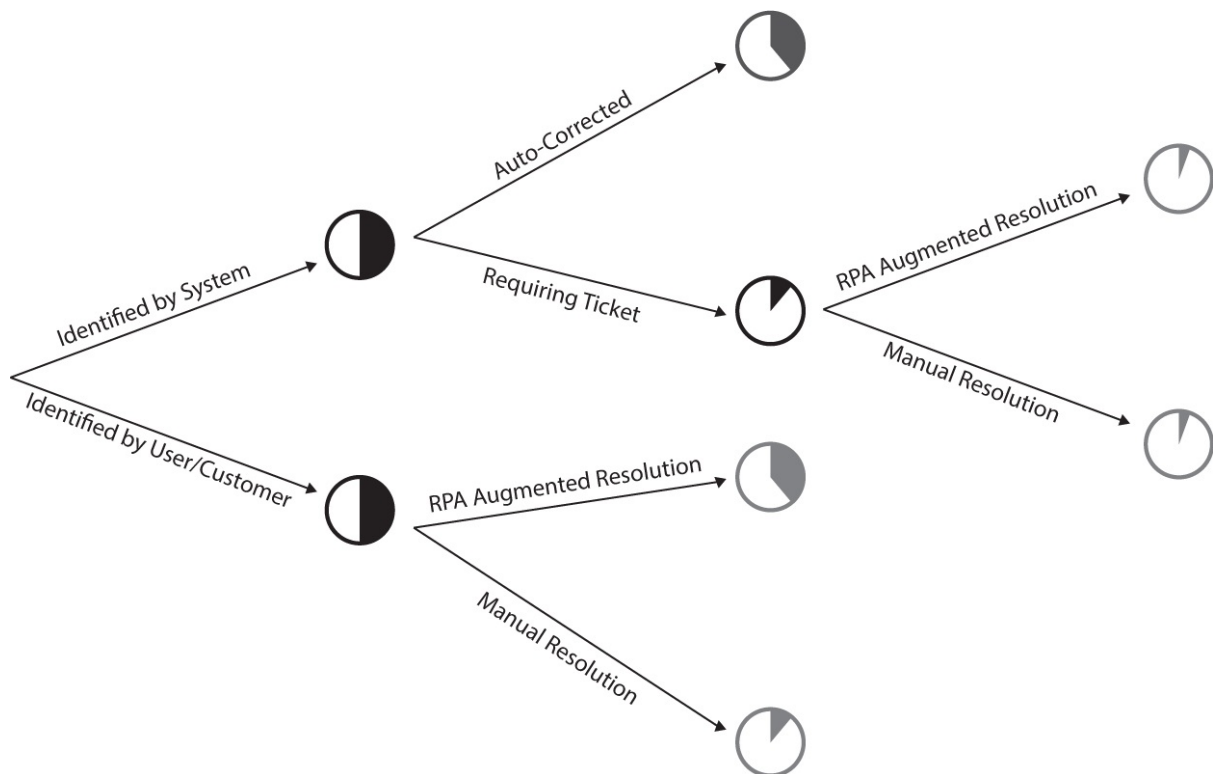 Auto-Corrected
RPA Augmented Resolution
Identified by System
Requiring Ticket
Manual Resolution
Identified by User/Customer
RPA Augmented Resolution
Manual Resolution